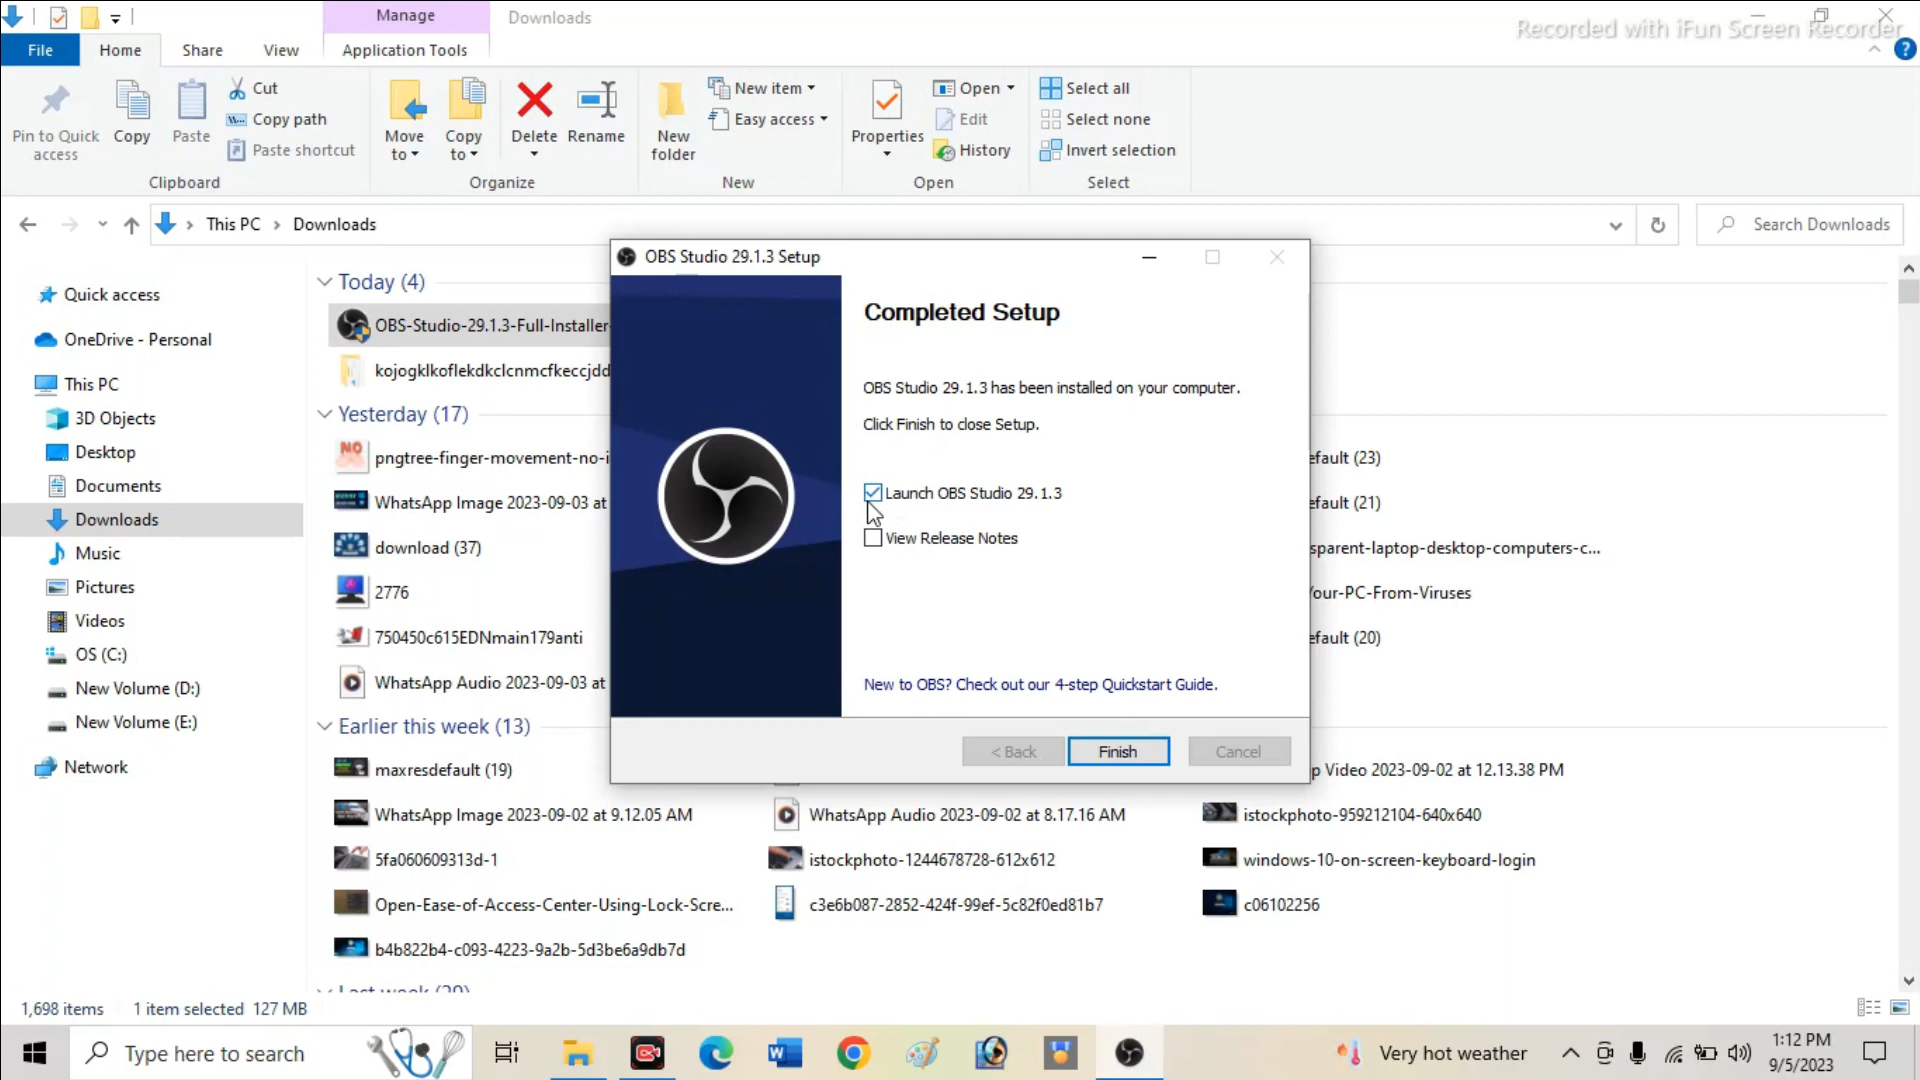 Manage
Downloads
Recorded with iFun Screen Recorder
File
Home
Share
View
Application Tools
Pin to Quick access
Copy
Paste
Cut
Copy path
Paste shortcut
Clipboard
Move to
Copy to
Delete
Rename
Organize
New folder
New item
Easy access
New
Properties
Open
Edit
History
Open
Select all
Select none
Invert selection
Select
This PC
Downloads
Search Downloads
Quick access
OneDrive - Personal
This PC
3D Objects
Desktop
Documents
Downloads
Music
Pictures
Videos
OS (C:)
New Volume (D:)
New Volume (E:)
Network
Today (4)
OBS-Studio-29.1.3-Full-Installer-
Yesterday (17)
NO
pngtree-finger-movement-no-i
WhatsApp Image 2023-09-03 at
download (37)
2776
750450c615EDNmain179anti
WhatsApp Audio 2023-09-03 at
efault (23)
efault (21)
sparent-laptop-desktop-computers-c...
Your-PC-From-Viruses
efault (20)
Earlier this week (13)
maxresdefault (19)
p Video 2023-09-02 at 12.13.38 PM
WhatsApp Image 2023-09-02 at 9.12.05 AM
WhatsApp Audio 2023-09-02 at 8.17.16 AM
istockphoto-959212104-640x640
5fa060609313d-1
istockphoto-1244678728-612x612
windows-10-on-screen-keyboard-login
Open-Ease-of-Access-Center-Using-Lock-Scre...
c3e6b087-2852-424f-99ef-5c82f0ed81b7
c06102256
b4b822b4-c093-4223-9a2b-5d3be6a9db7d
OBS Studio 29.1.3 Setup
Completed Setup
OBS Studio 29.1.3 has been installed on your computer.
Click Finish to close Setup.
Launch OBS Studio 29.1.3
View Release Notes
New to OBS? Check out our 4-step Quickstart Guide.
< Back
Finish
Cancel
1,698 items
1 item selected 127 MB
Type here to search
Very hot weather
1:12 PM
9/5/2023